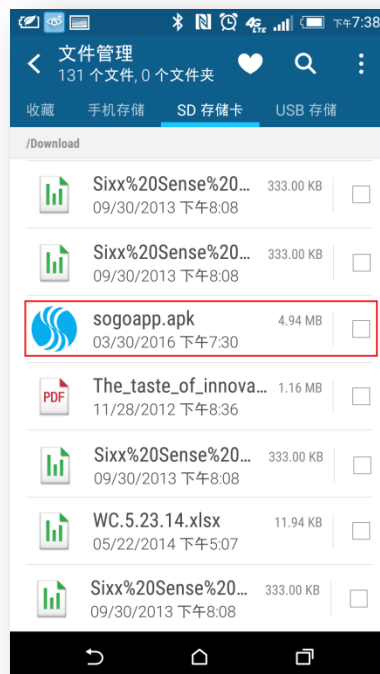 4G LTE 下午7:38
文件管理
131 个文件, 0 个文件夹
收藏 手机存储 SD 存储卡 USB 存储
/Download
Sixx%20Sense%20... 333.00 KB
09/30/2013 下午8:08
Sixx%20Sense%20... 333.00 KB
09/30/2013 下午8:08
sogoapp.apk 4.94 MB
03/30/2016 下午7:30
PDF The_taste_of_innova... 1.16 MB
11/28/2012 下午8:36
Sixx%20Sense%20... 333.00 KB
09/30/2013 下午8:08
WC.5.23.14.xlsx 11.94 KB
05/22/2014 下午5:07
Sixx%20Sense%20... 333.00 KB
09/30/2013 下午8:08